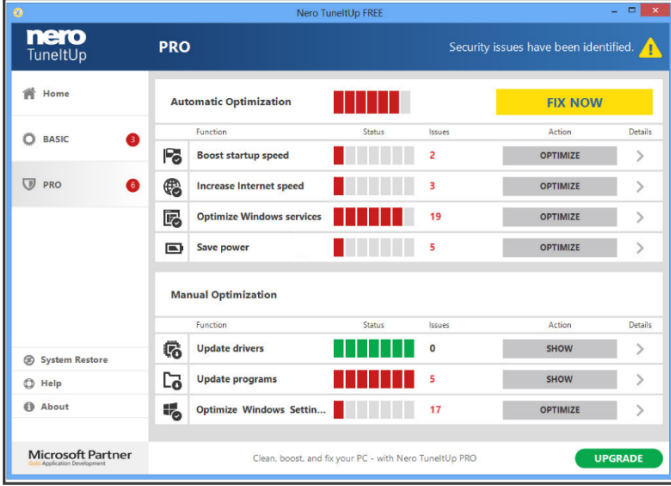 Nero TuneItUp FREE
nero
TuneItUp
PRO
Security issues have been identified.
Home
BASIC 3
PRO 6
System Restore
Help
About
Automatic Optimization FIX NOW
Function Status Issues Action Details
Boost startup speed 2 OPTIMIZE
Increase Internet speed 3 OPTIMIZE
Optimize Windows services 19 OPTIMIZE
Save power 5 OPTIMIZE
Manual Optimization
Function Status Issues Action Details
Update drivers 0 SHOW
Update programs 5 SHOW
Optimize Windows Settin... 17 OPTIMIZE
Microsoft Partner
Gold Application Development
Clean, boost, and fix your PC - with Nero TuneItUp PRO
UPGRADE